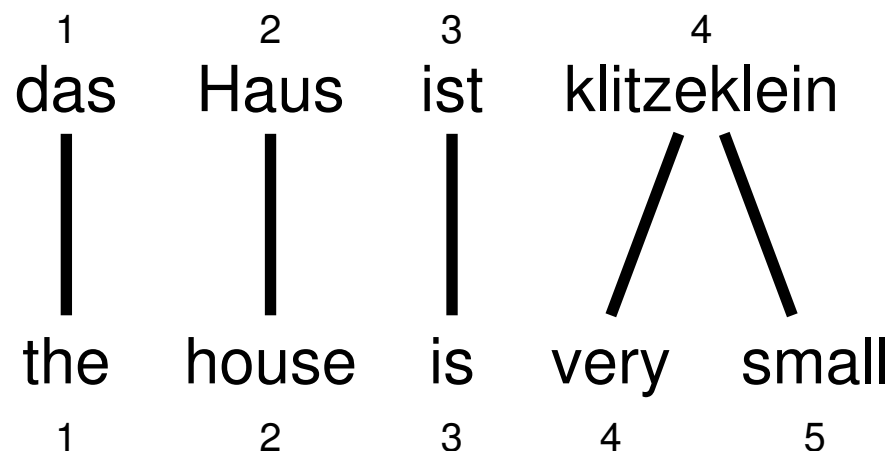 1 2 3 4
das Haus ist klitzeklein
the house is very small
1 2 3 4 5